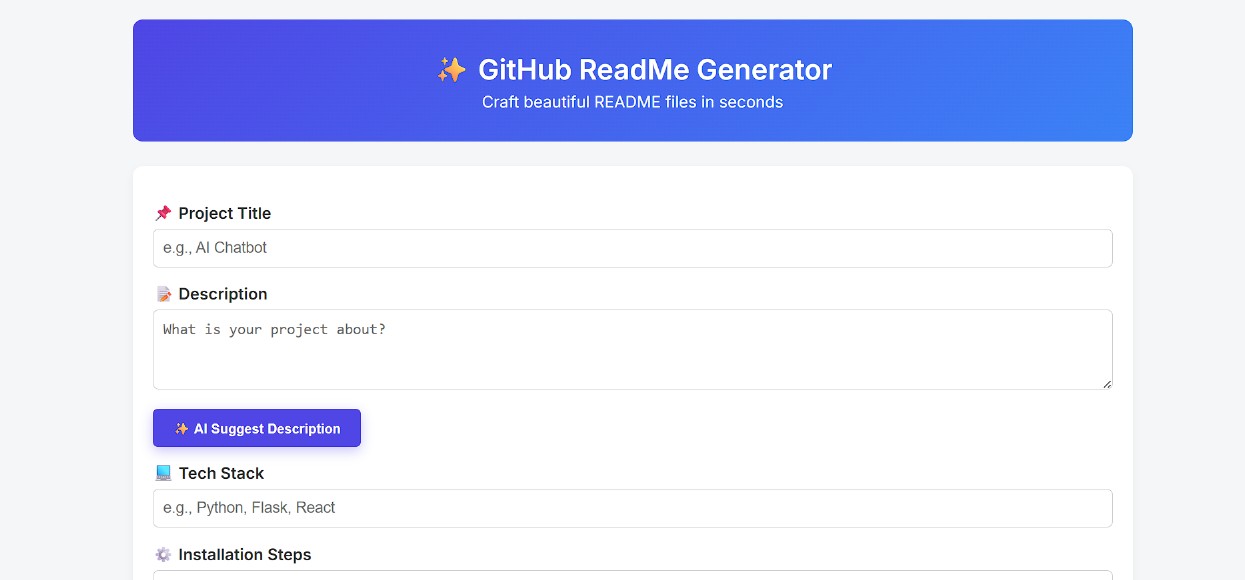 ✨ GitHub ReadMe Generator
Craft beautiful README files in seconds
📌 Project Title
e.g., AI Chatbot
📝 Description
What is your project about?
✨ AI Suggest Description
💻 Tech Stack
e.g., Python, Flask, React
⚙️ Installation Steps